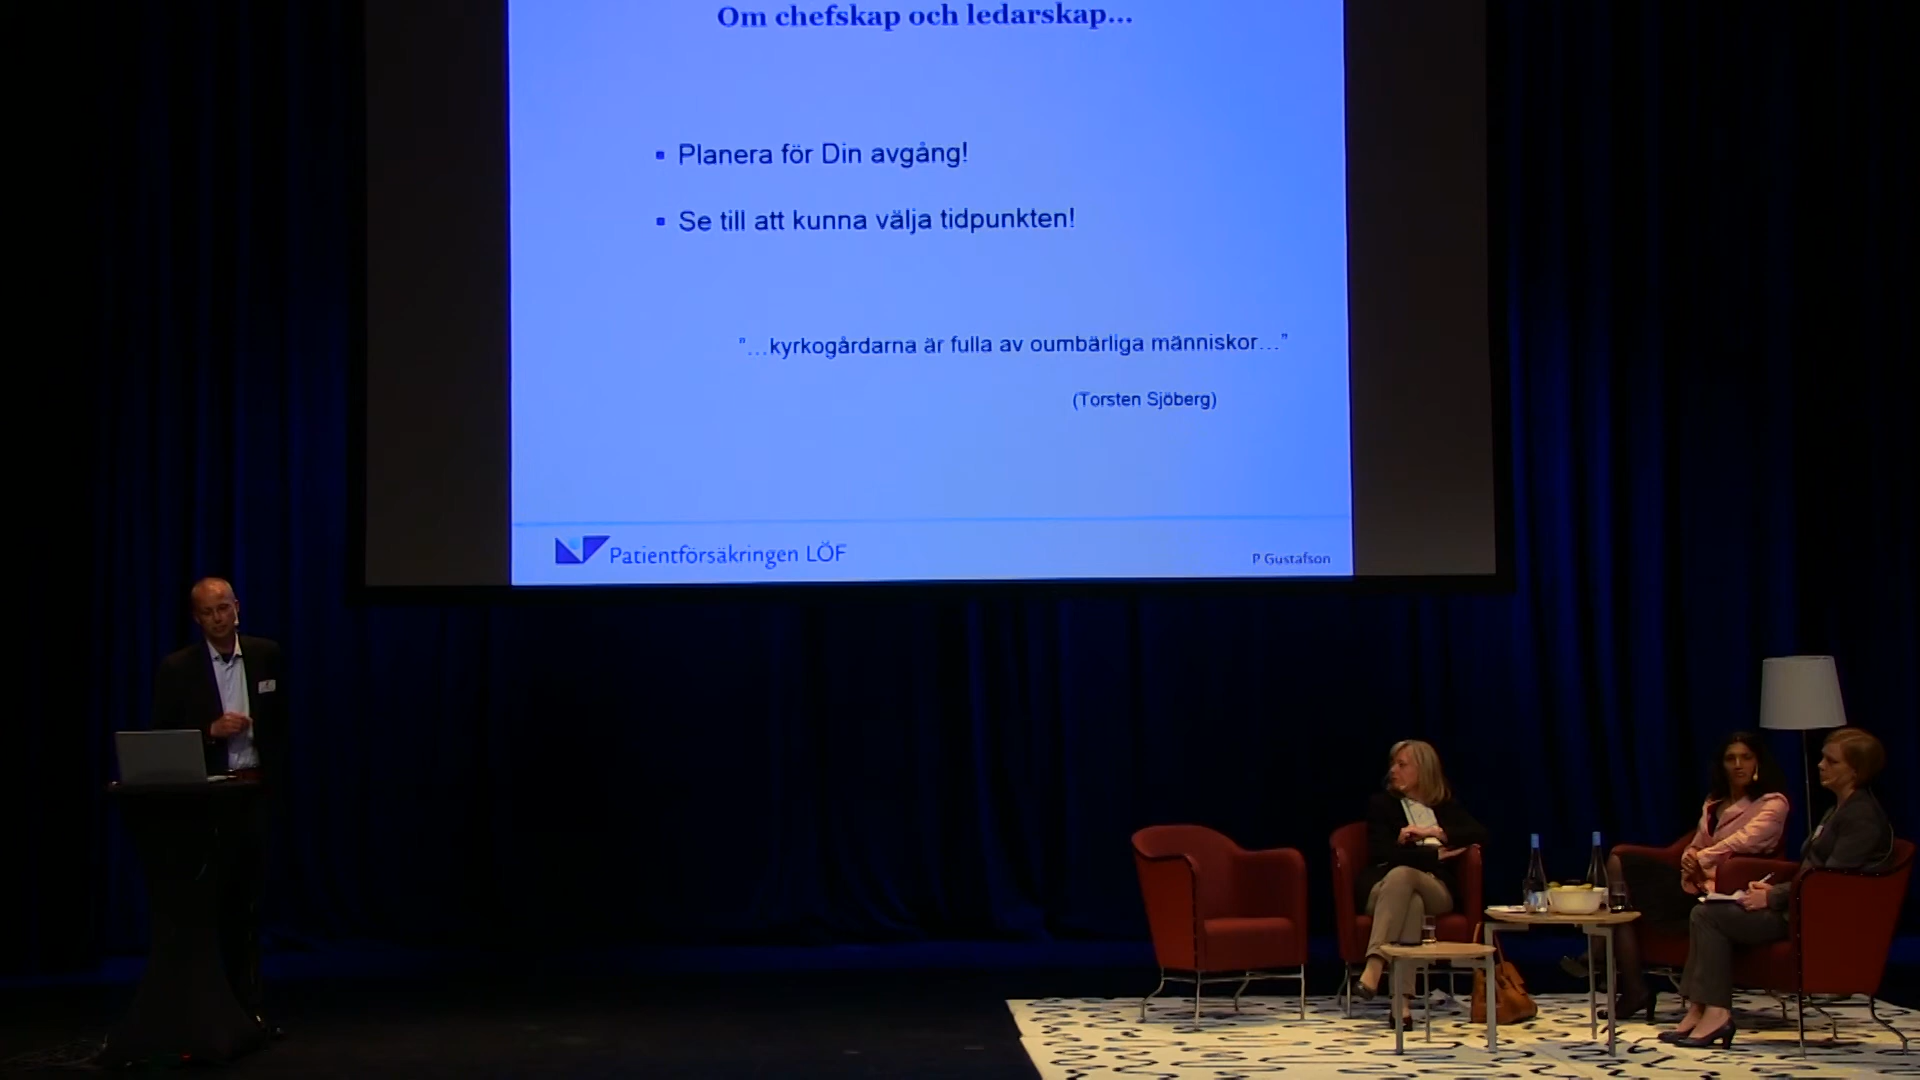 Om chefskap och ledarskap...
▪ Planera för Din avgång!
▪ Se till att kunna välja tidpunkten!
"...kyrkogårdarna är fulla av oumbärliga människor..."
(Torsten Sjöberg)
Patientförsäkringen LÖF
P Gustafson